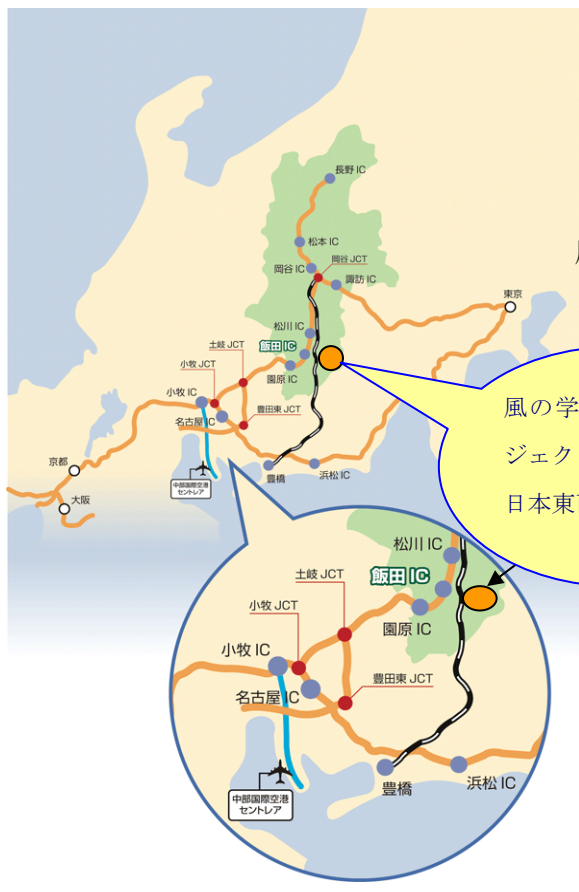 長野 IC
松本 IC
岡谷 IC
岡谷 JCT
諏訪 IC
東京
松川 IC
土岐 JCT
飯田 IC
小牧 JCT
園原 IC
小牧 IC
名古屋 IC
豊田東 JCT
京都
大阪
中部国際空港
セントレア
豊橋
浜松 IC
風の学
ジェク
日本東
松川 IC
土岐 JCT
飯田 IC
小牧 JCT
園原 IC
小牧 IC
名古屋 IC
豊田東 JCT
中部国際空港
セントレア
豊橋
浜松 IC